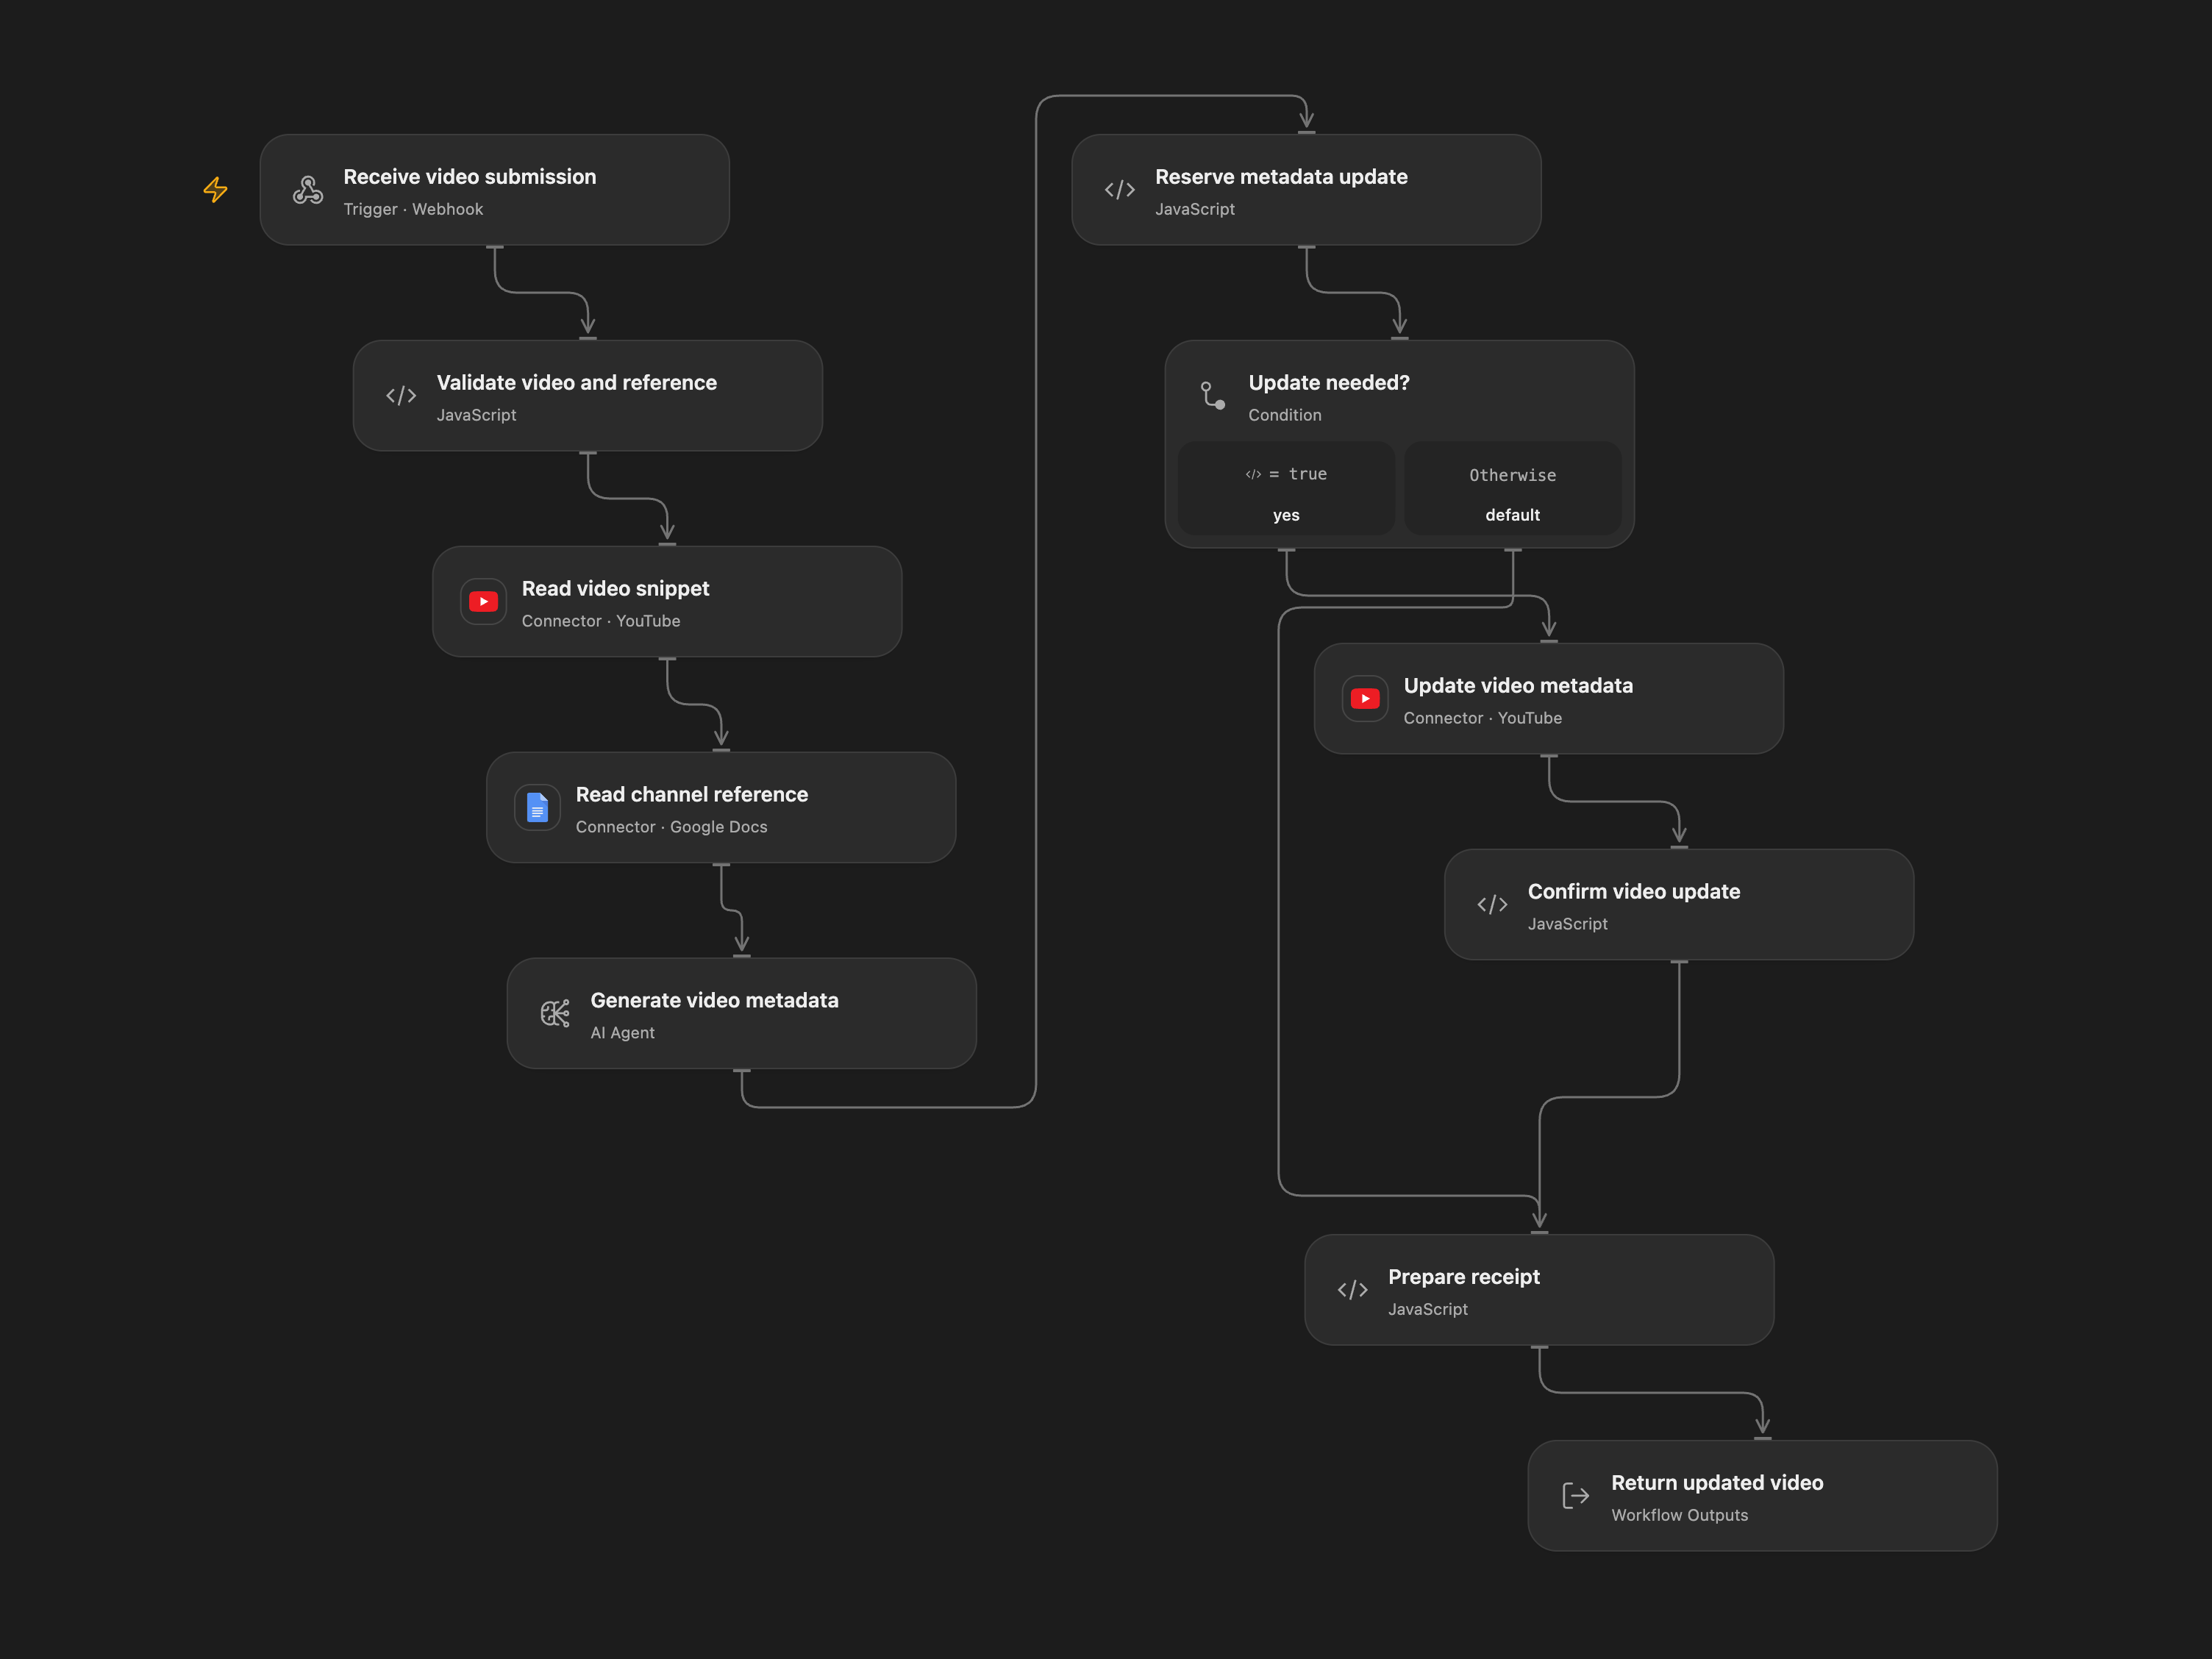 Receive video submission
Trigger · Webhook
Validate video and reference
JavaScript
Read video snippet
Connector · YouTube
Read channel reference
Connector · Google Docs
Generate video metadata
AI Agent
Reserve metadata update
JavaScript
Update needed?
Condition
</> = true
yes
Otherwise
default
Update video metadata
Connector · YouTube
Confirm video update
JavaScript
Prepare receipt
JavaScript
Return updated video
Workflow Outputs